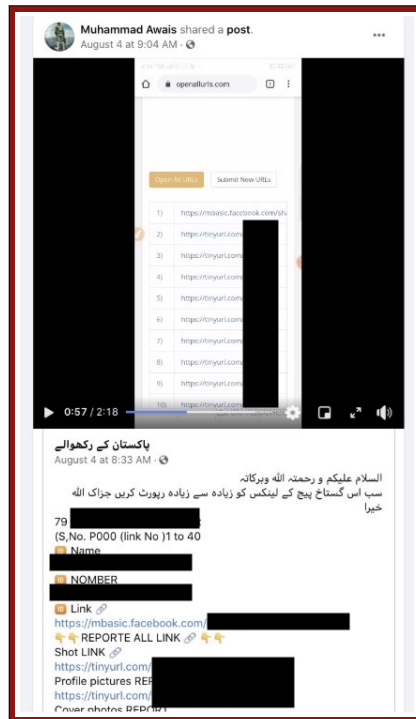 Muhammad Awais shared a post.
August 4 at 9:04 AM ·
openallurls.com
Open All URLs
Submit New URLs
1) https://mbasic.facebook.com/sha
2) https://tinyurl.com/
3) https://tinyurl.com/
4) https://tinyurl.com/
5) https://tinyurl.com
6) https://tinyurl.com/
7) https://tinyurl.com/
8) https://tinyurl.com/
9) https://tinyurl.com/
10) https://tinyurl.com/
0:57 / 2:18
پاکستان کے رکھوالے
August 4 at 8:33 AM ·
السلام علیکم و رحمتہ اللہ وبرکاتہ
سب اس گستاخ پیج کے لینکس کو زیادہ سے زیادہ رپورٹ کریں جزاک اللہ
خیرا
79
(S,No. P000 (link No )1 to 40
🆔 Name
🆔 NOMBER
🆔 Link 🔗
https://mbasic.facebook.com/
👇👇REPORTE ALL LINK 🔗 👇👇
Shot LINK 🔗
https://tinyurl.com/
Profile pictures REP
https://tinyurl.com/
Cover photos REPORT